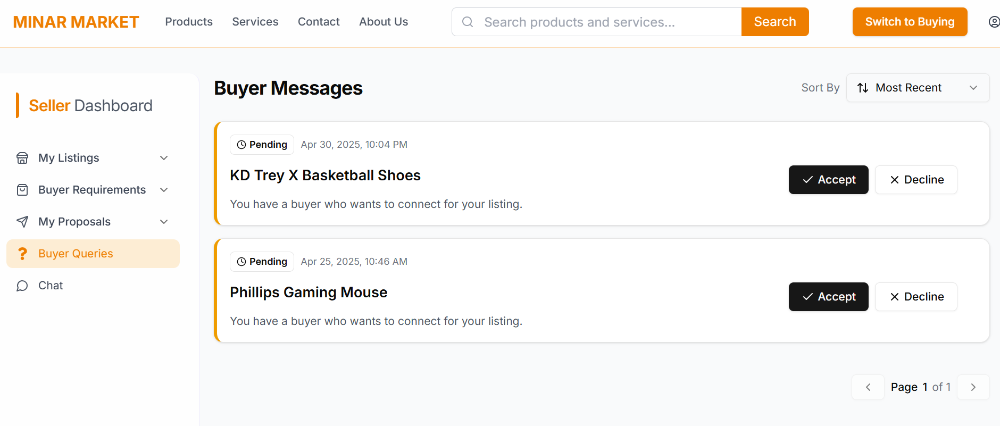 MINAR MARKET
Products
Services
Contact
About Us
Search products and services...
Search
Switch to Buying
Seller Dashboard
My Listings
Buyer Requirements
My Proposals
Buyer Queries
Chat
Buyer Messages
Sort By
Most Recent
Pending
Apr 30, 2025, 10:04 PM
KD Trey X Basketball Shoes
You have a buyer who wants to connect for your listing.
Accept
Decline
Pending
Apr 25, 2025, 10:46 AM
Phillips Gaming Mouse
You have a buyer who wants to connect for your listing.
Accept
Decline
Page 1 of 1